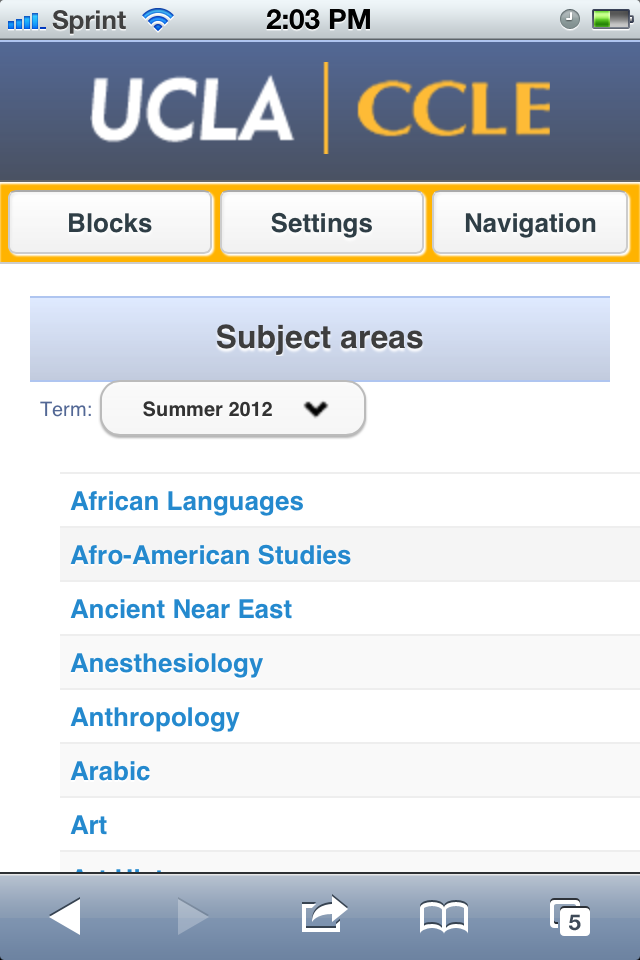 Sprint 2:03 PM
UCLA | CCLE
Blocks Settings Navigation
Subject areas
Term: Summer 2012
African Languages
Afro-American Studies
Ancient Near East
Anesthesiology
Anthropology
Arabic
Art
5